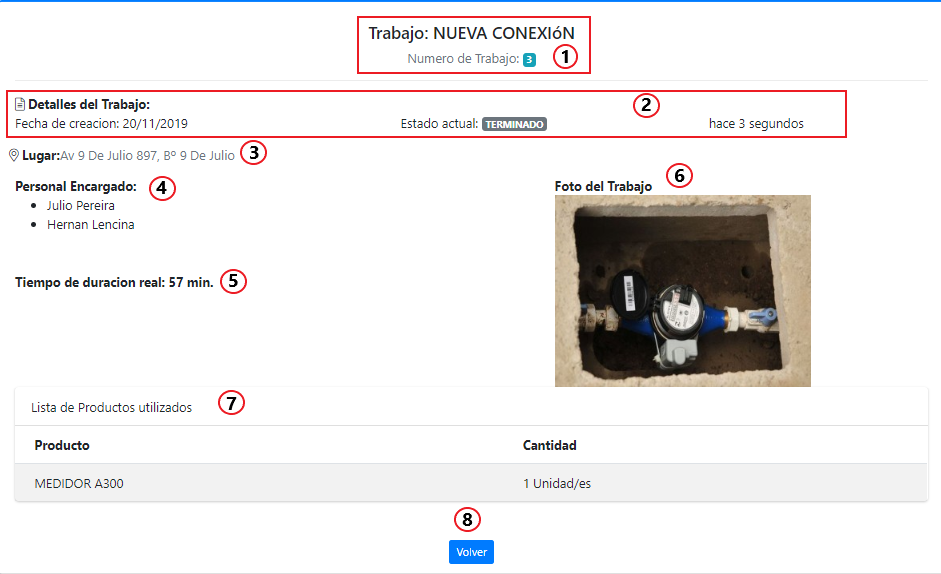 Trabajo: NUEVA CONEXIóN
Numero de Trabajo: 3 1
Detalles del Trabajo: 2
Fecha de creacion: 20/11/2019 Estado actual: TERMINADO hace 3 segundos
Lugar:Av 9 De Julio 897, Bº 9 De Julio 3
Personal Encargado: 4
Julio Pereira
Hernan Lencina
Tiempo de duracion real: 57 min. 5
Foto del Trabajo 6
Lista de Productos utilizados 7
Producto Cantidad
MEDIDOR A300 1 Unidad/es
8
Volver